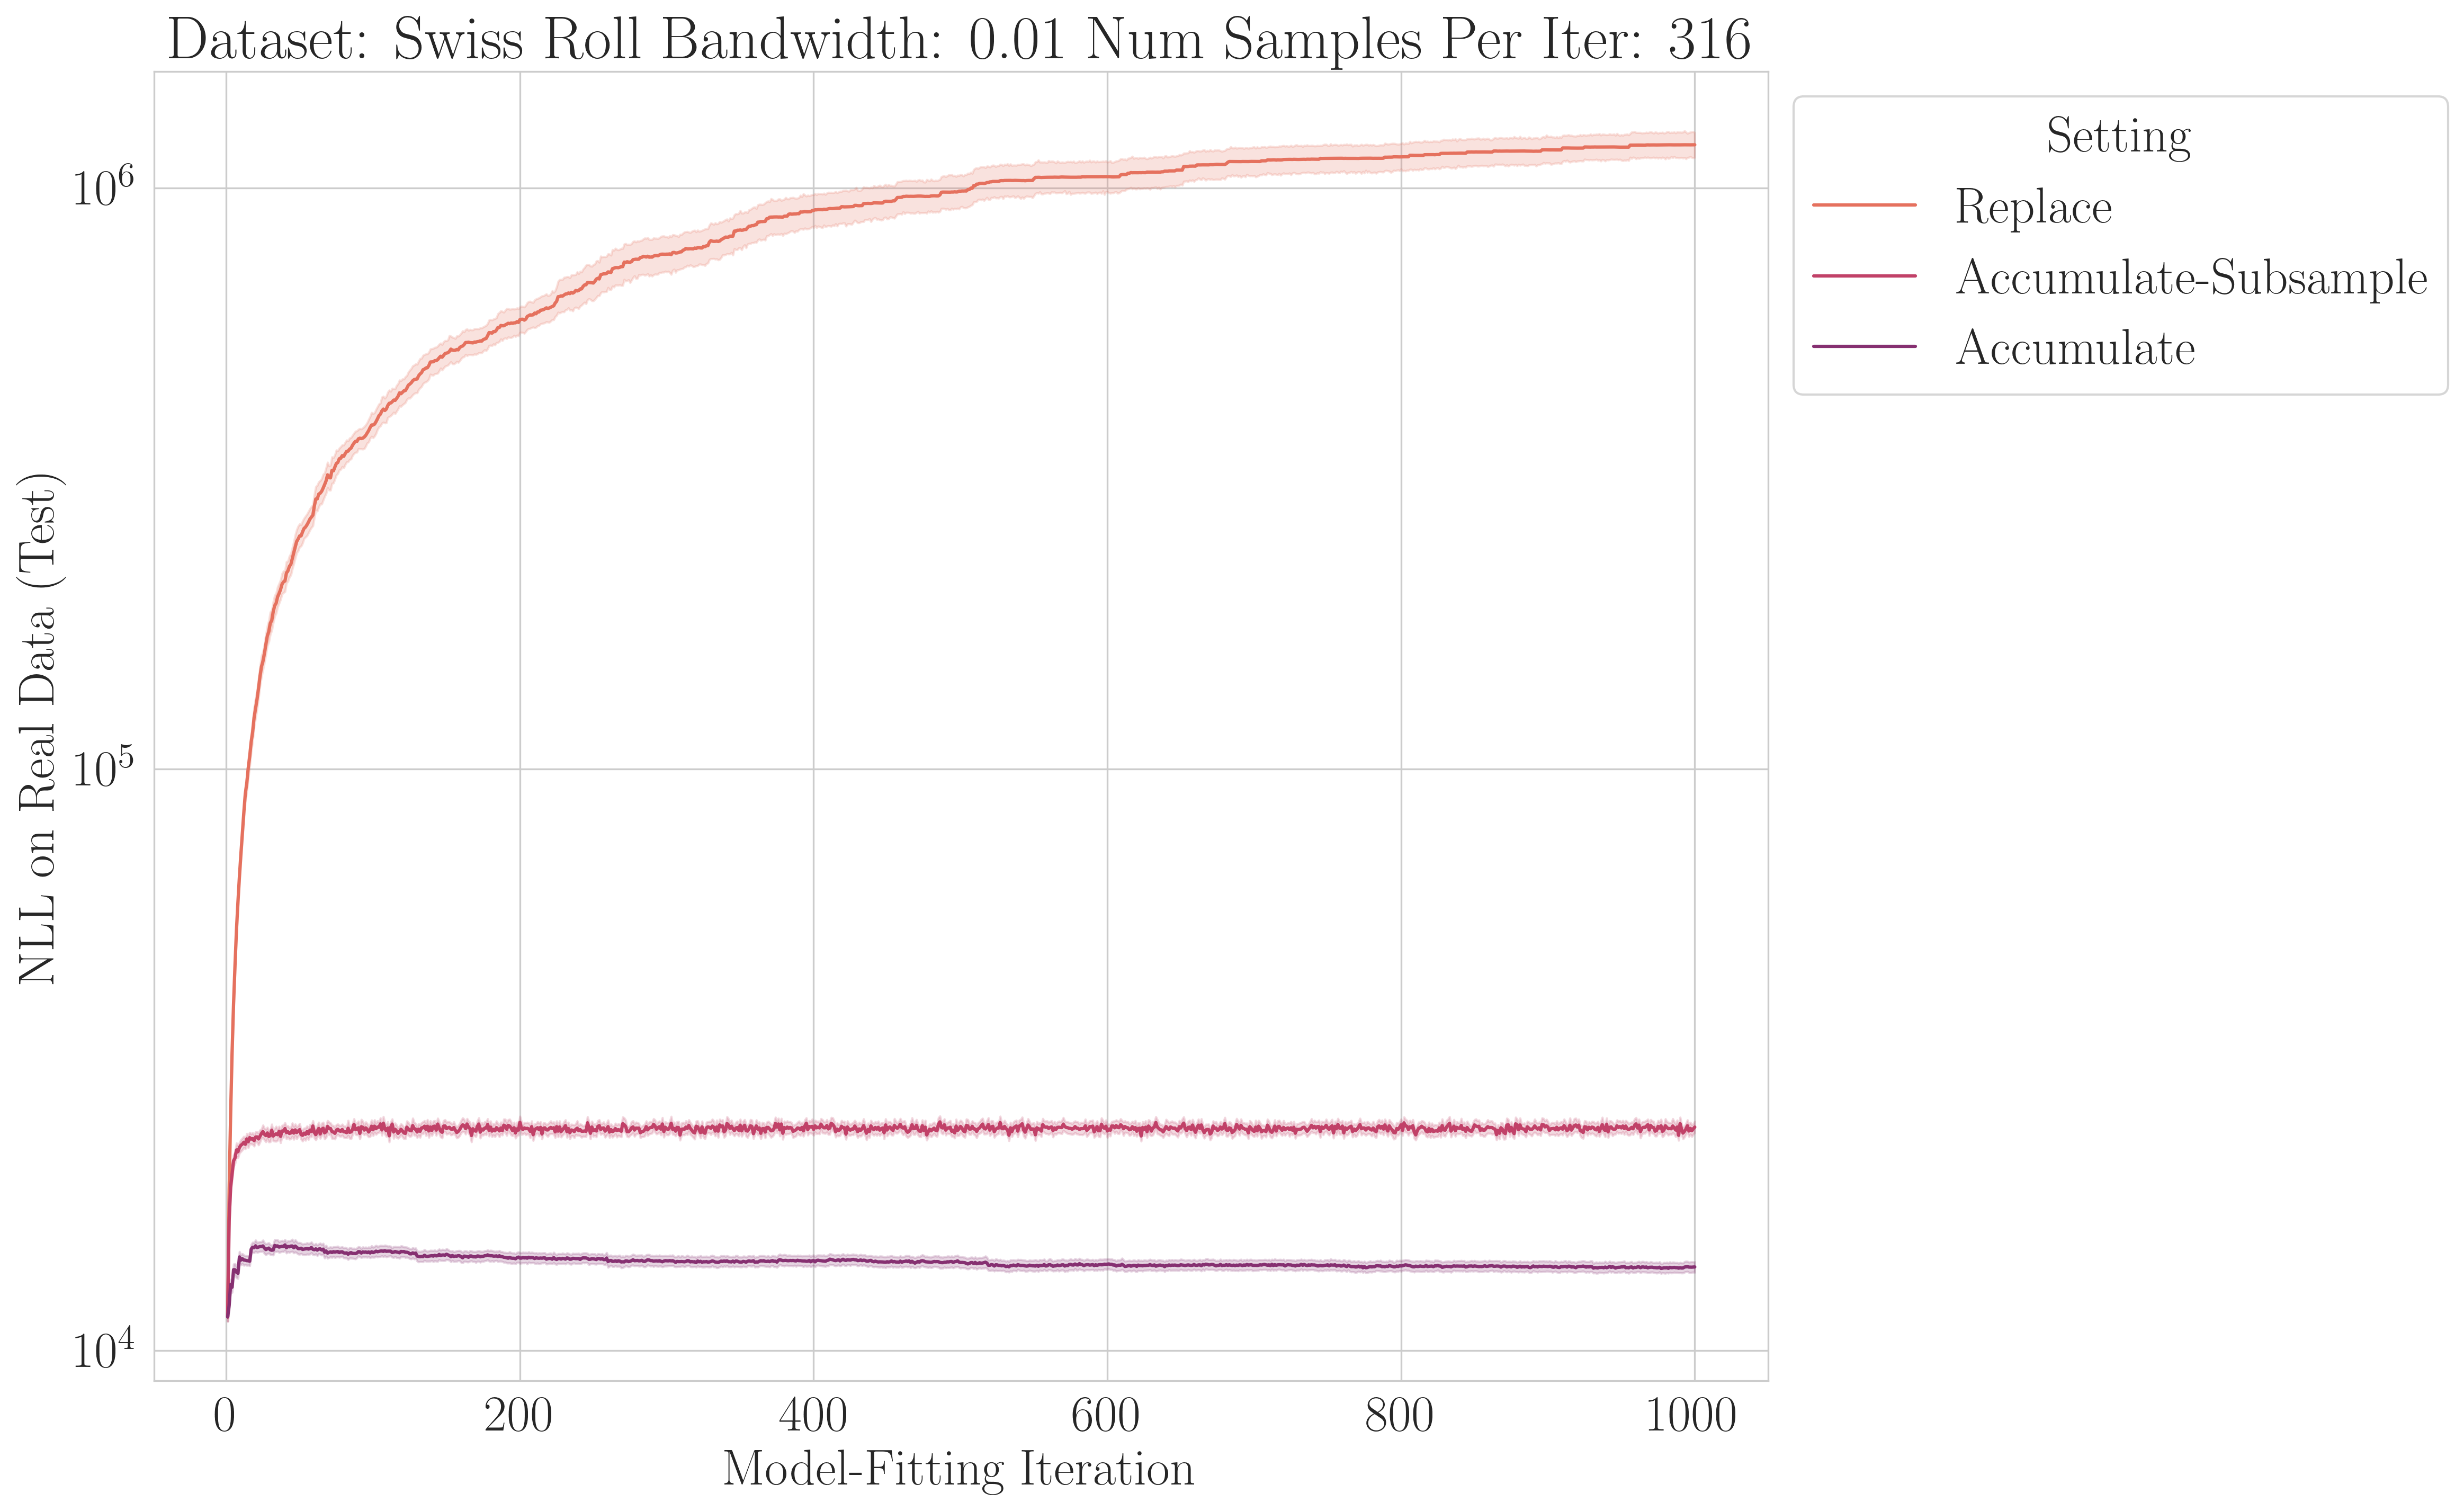 Dataset: Swiss Roll Bandwidth: 0.01 Num Samples Per Iter: 316
NLL on Real Data (Test)
10^6
10^5
10^4
0 200 400 600 800 1000
Model-Fitting Iteration
Setting
Replace
Accumulate-Subsample
Accumulate